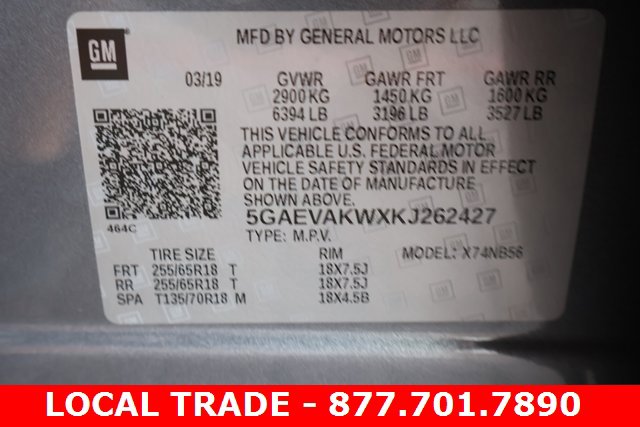 GM
MFD BY GENERAL MOTORS LLC
03/19 GVWR GAWR FRT GAWR RR
2900 KG 1450 KG 1600 KG
6394 LB 3196 LB 3527 LB
THIS VEHICLE CONFORMS TO ALL
APPLICABLE U.S. FEDERAL MOTOR
VEHICLE SAFETY STANDARDS IN EFFECT
ON THE DATE OF MANUFACTURE
SHOWN ABOVE.
464C
5GAEVAKWXKJ262427
TYPE: M.P.V. MODEL: X74NB56
TIRE SIZE RIM
FRT 255/65R18 T 18X7.5J
RR 255/65R18 T 18X7.5J
SPA T135/70R18 M 18X4.5B
LOCAL TRADE - 877.701.7890